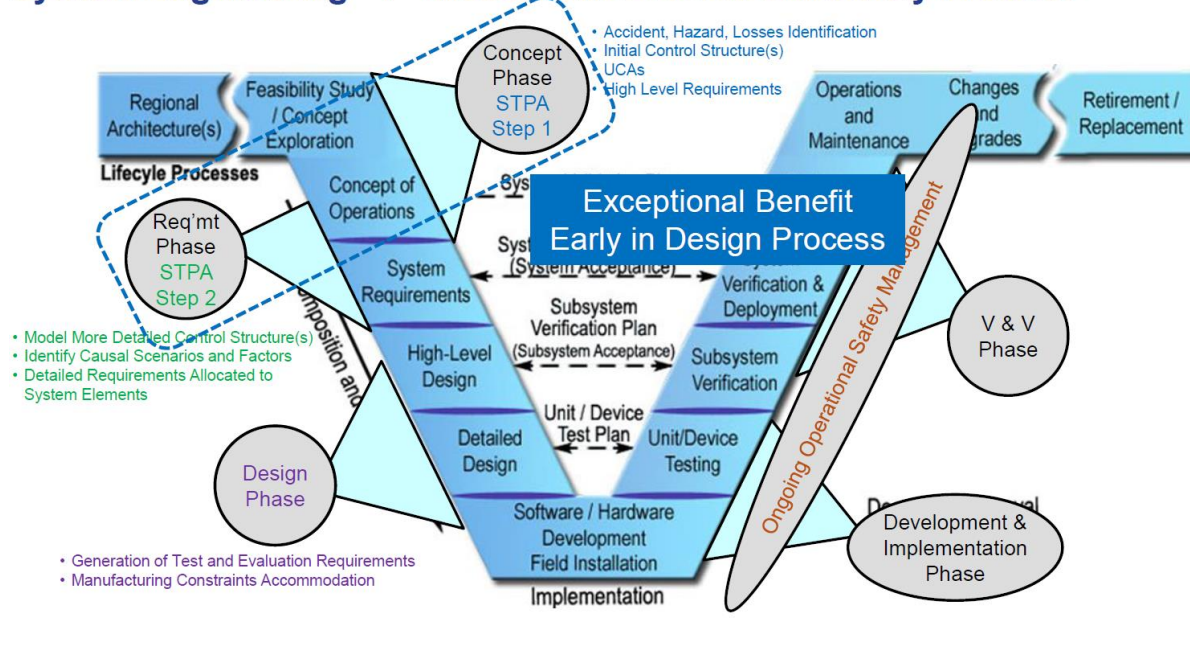 Concept
Phase
STPA
Step 1
• Accident, Hazard, Losses Identification
• Initial Control Structure(s)
UCAs
• High Level Requirements
Regional
Architecture(s)
Feasibility Study
/ Concept
Exploration
Operations
and
Maintenance
Changes
and
Retirement /
Replacement
Lifecyle Processes
Concept of
Operations
Exceptional Benefit
Early in Design Process
Req'mt
Phase
STPA
Step 2
System
Requirements
(System Acceptance)
Verification &
Deployment
Ongoing Operational Safety Management
V & V
Phase
• Model More Detailed Control Structure(s)
• Identify Causal Scenarios and Factors
• Detailed Requirements Allocated to
System Elements
High-Level
Design
Subsystem
Verification Plan
(Subsystem Acceptance)
Subsystem
Verification
Design
Phase
Detailed
Design
Unit / Device
Test Plan
Unit/Device
Testing
Software / Hardware
Development
Field Installation
Implementation
Development &
Implementation
Phase
• Generation of Test and Evaluation Requirements
• Manufacturing Constraints Accommodation